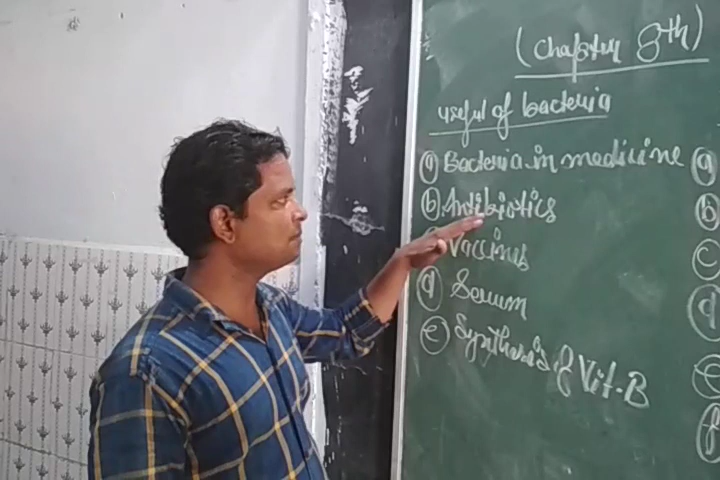 (Chapter 8th)
useful of bacteria
(a) Bacteria in medicine (a)
(b) Antibiotics (b)
Vaccines (c)
(d) Serum (d)
(e) Synthesis of Vit-B (e)
(f)